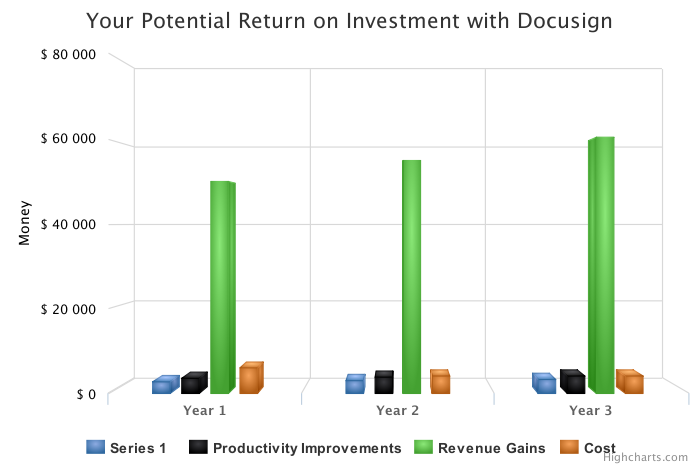 Your Potential Return on Investment with Docusign
$ 80 000
$ 60 000
$ 40 000
$ 20 000
$ 0
Money
Year 1
Year 2
Year 3
Series 1
Productivity Improvements
Revenue Gains
Cost
Highcharts.com